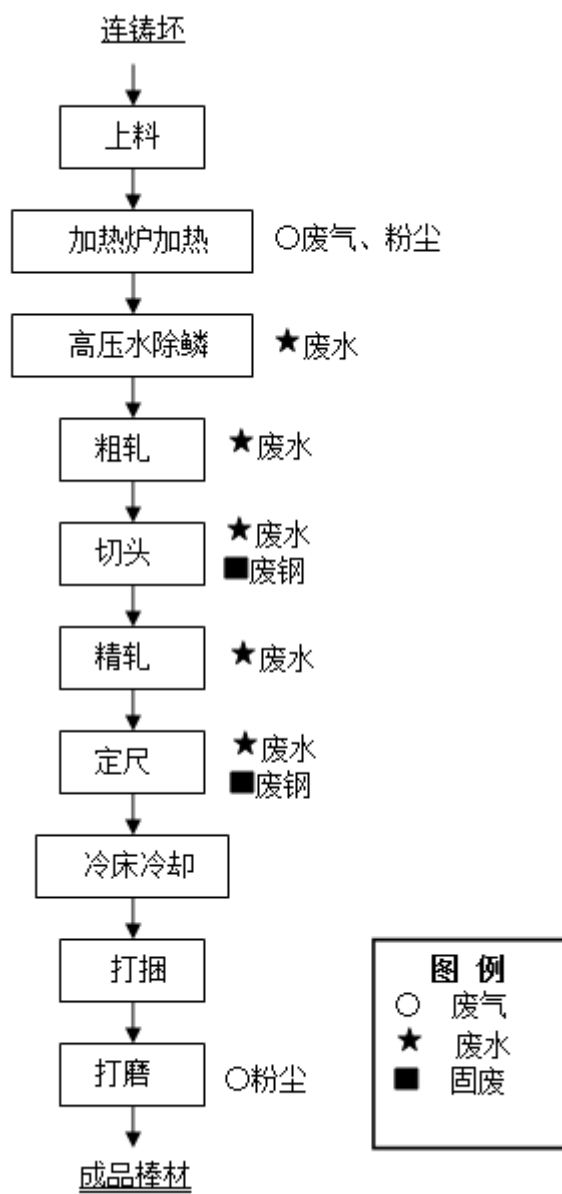 连铸坯
上料
加热炉加热 ○废气、粉尘
高压水除鳞 ★废水
粗轧 ★废水
切头 ★废水
■废钢
精轧 ★废水
定尺 ★废水
■废钢
冷床冷却
打捆
打磨 ○粉尘
成品棒材
图 例
○ 废气
★ 废水
■ 固废